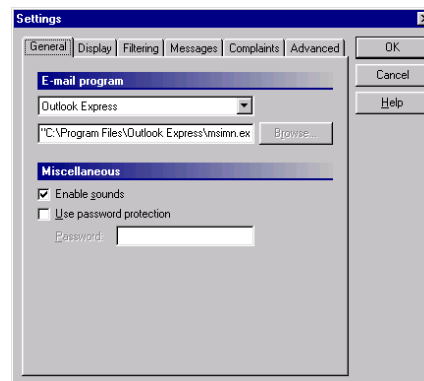 Settings
General Display Filtering Messages Complaints Advanced
OK
Cancel
Help
E-mail program
Outlook Express
"C:\Program Files\Outlook Express\msimn.ex
Browse...
Miscellaneous
Enable sounds
Use password protection
Password: